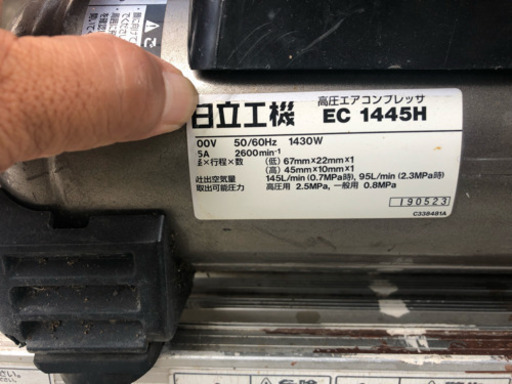 日立工機 高圧エアコンプレッサ
EC 1445H
00V 50/60Hz 1430W
5A 2600min⁻¹
×行程×数 (低) 67mm×22mm×1
(高) 45mm×10mm×1
吐出空気量 145L/min (0.7MPa時), 95L/min (2.3MPa時)
取出可能圧力 高圧用 2.5MPa, 一般用 0.8MPa
190523
C338481A